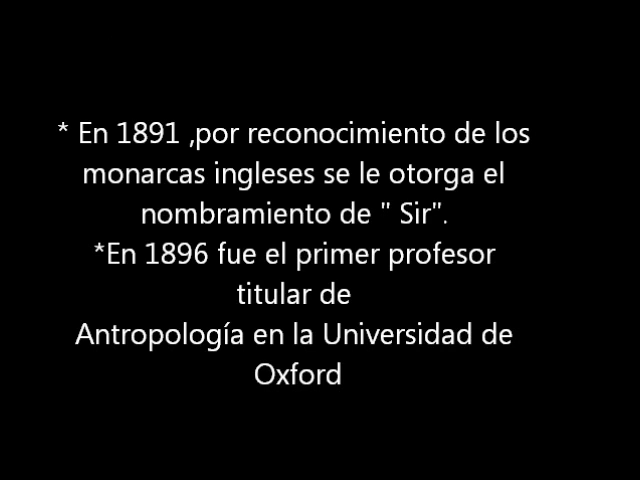 * En 1891 ,por reconocimiento de los
monarcas ingleses se le otorga el
nombramiento de " Sir".
*En 1896 fue el primer profesor
titular de
Antropología en la Universidad de
Oxford